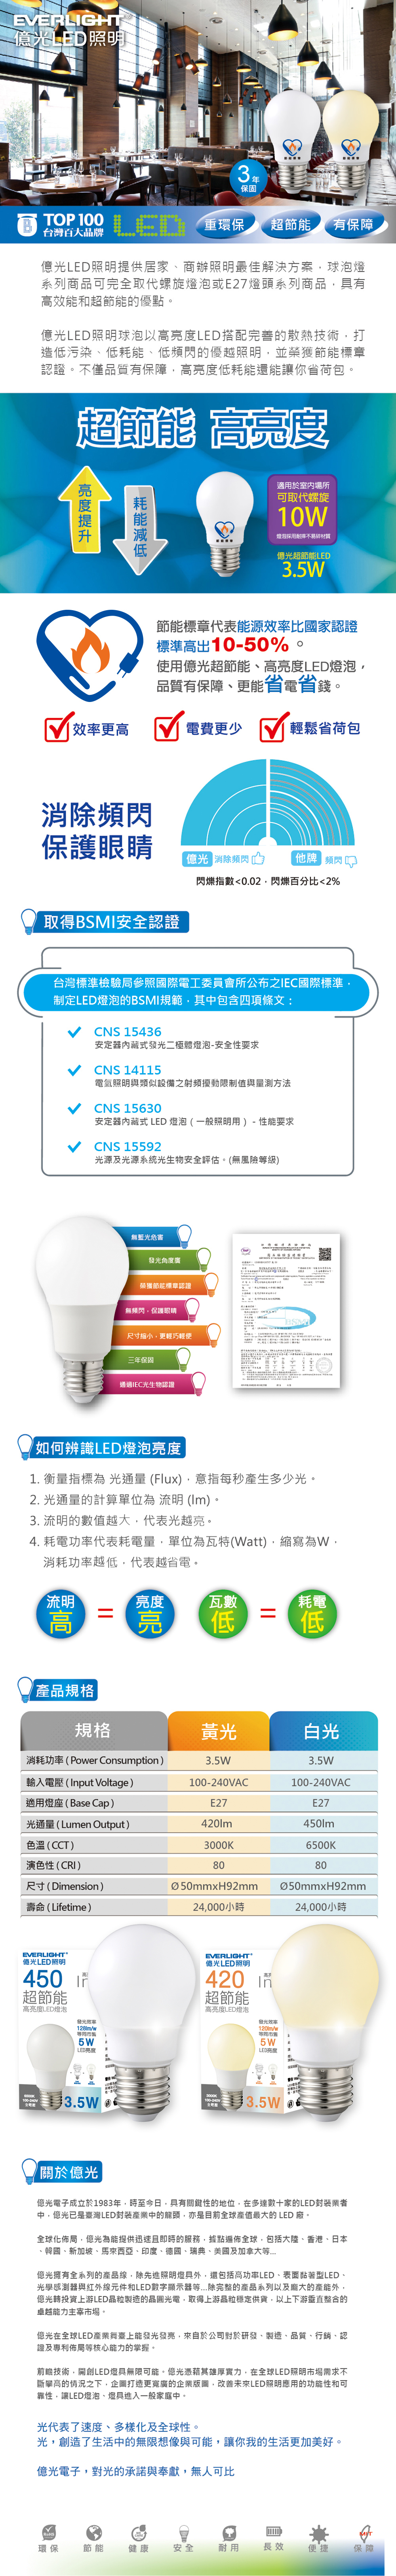 EVERLIGHT
億光LED照明
3年
保固
TOP 100
台灣百大品牌
LED
重環保
超節能
有保障
億光LED照明提供居家、商辦照明最佳解決方案，球泡燈
系列商品可完全取代螺旋燈泡或E27燈頭系列商品，具有
高效能和超節能的優點。
億光LED照明球泡以高亮度LED搭配完善的散熱技術，打
造低污染、低耗能、低頻閃的優越照明，並榮獲節能標章
認證。不僅品質有保障，高亮度低耗能還能讓你省荷包。
超節能 高亮度
亮度提升
耗能減低
適用於室內場所
可取代螺旋
10W
燈泡採用耐摔不易碎材質
億光超節能LED
3.5W
節能標章代表能源效率比國家認證
標準高出10-50%。
使用億光超節能、高亮度LED燈泡，
品質有保障、更能省電省錢。
效率更高
電費更少
輕鬆省荷包
消除頻閃
保護眼睛
億光 消除頻閃
他牌 頻閃
閃爍指數<0.02，閃爍百分比<2%
取得BSMI安全認證
台灣標準檢驗局參照國際電工委員會所公布之IEC國際標準，
制定LED燈泡的BSMI規範，其中包含四項條文：
CNS 15436
安定器內藏式發光二極體燈泡-安全性要求
CNS 14115
電氣照明與類似設備之射頻擾動限制值與量測方法
CNS 15630
安定器內藏式 LED 燈泡（一般照明用）- 性能要求
CNS 15592
光源及光源系統光生物安全評估。(無風險等級)
無藍光危害
發光角度廣
榮獲節能標章認證
無頻閃，保護眼睛
尺寸縮小，更輕巧輕便
三年保固
通過IEC光生物認證
如何辨識LED燈泡亮度
1. 衡量指標為 光通量 (Flux)，意指每秒產生多少光。
2. 光通量的計算單位為 流明 (lm)。
3. 流明的數值越大，代表光越亮。
4. 耗電功率代表耗電量，單位為瓦特(Watt)，縮寫為W，
消耗功率越低，代表越省電。
流明
高
=
亮度
亮
瓦數
低
=
耗電
低
產品規格
規格 黃光 白光
消耗功率 ( Power Consumption ) 3.5W 3.5W
輸入電壓 ( Input Voltage ) 100-240VAC 100-240VAC
適用燈座 ( Base Cap ) E27 E27
光通量 ( Lumen Output ) 420lm 450lm
色溫 ( CCT ) 3000K 6500K
演色性 ( CRI ) 80 80
尺寸 ( Dimension ) Ø50mmxH92mm Ø50mmxH92mm
壽命 ( Lifetime ) 24,000小時 24,000小時
EVERLIGHT
億光LED照明
450
超節能
高亮度LED燈泡
3.5W
EVERLIGHT
億光LED照明
420
超節能
高亮度LED燈泡
3.5W
關於億光
億光電子成立於1983年，時至今日，具有關鍵性的地位，在多達數十家的LED封裝業者
中，億光已是臺灣LED封裝產業中的龍頭，亦是目前全球產值最大的 LED 廠。
全球化佈局，億光為能提供迅速且即時的服務，據點遍佈全球，包括大陸、香港、日本
、韓國、新加坡、馬來西亞、印度、德國、瑞典、美國及加拿大等...
億光擁有全系列的產品線，除先進照明燈具外，還包括高功率LED、表面黏著型LED、
光學感測器與紅外線元件和LED數字顯示器等...除完整的產品系列以及龐大的產能外，
億光轉投資上游LED晶粒製造的晶圓光電，取得上游晶粒穩定供貨，以上下游垂直整合的
卓越能力主宰市場。
億光在全球LED產業舞臺上能發光發亮，來自於公司對於研發、製造、品質、行銷、認
證及專利佈局等核心能力的掌握。
前瞻技術，開創LED燈具無限可能。億光憑藉其雄厚實力，在全球LED照明市場需求不
斷攀高的情況之下，企圖打造更寬廣的企業版圖，改善未來LED照明應用的功能性和可
靠性，讓LED燈泡、燈具進入一般家庭中。
光代表了速度、多樣化及全球性。
光，創造了生活中的無限想像與可能，讓你我的生活更加美好。
億光電子，對光的承諾與奉獻，無人可比
環保
節能
健康
安全
耐用
長效
便捷
保障